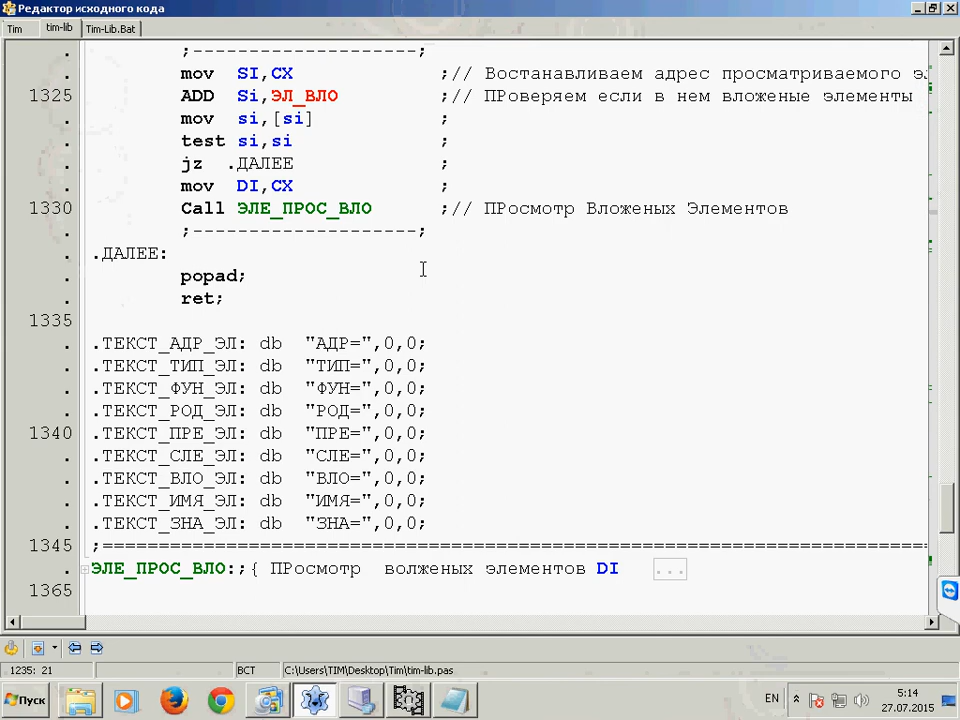 Редактор исходного кода
Tim tim-lib Tim-Lib.Bat
. ;--------------------;
. mov SI,CX ;// Востанавливаем адрес просматриваемого эл
1325 ADD Si,ЭЛ_ВЛО ;// ПРоверяем если в нем вложеные элементы
. mov si,[si] ;
. test si,si ;
. jz .ДАЛЕЕ ;
. mov DI,CX ;
1330 Call ЭЛЕ_ПРОС_ВЛО ;// ПРосмотр Вложеных Элементов
. ;--------------------;
. .ДАЛЕЕ:
. popad;
. ret;
1335
. .ТЕКСТ_АДР_ЭЛ: db "АДР=",0,0;
. .ТЕКСТ_ТИП_ЭЛ: db "ТИП=",0,0;
. .ТЕКСТ_ФУН_ЭЛ: db "ФУН=",0,0;
. .ТЕКСТ_РОД_ЭЛ: db "РОД=",0,0;
1340 .ТЕКСТ_ПРЕ_ЭЛ: db "ПРЕ=",0,0;
. .ТЕКСТ_СЛЕ_ЭЛ: db "СЛЕ=",0,0;
. .ТЕКСТ_ВЛО_ЭЛ: db "ВЛО=",0,0;
. .ТЕКСТ_ИМЯ_ЭЛ: db "ИМЯ=",0,0;
. .ТЕКСТ_ЗНА_ЭЛ: db "ЗНА=",0,0;
1345 ;==========================================================================
. ЭЛЕ_ПРОС_ВЛО:;{ ПРосмотр волженых элементов DI ...
1365
1235: 21 ВСТ C:\Users\TIM\Desktop\Tim\tim-lib.pas
Пуск EN 5:14
27.07.2015